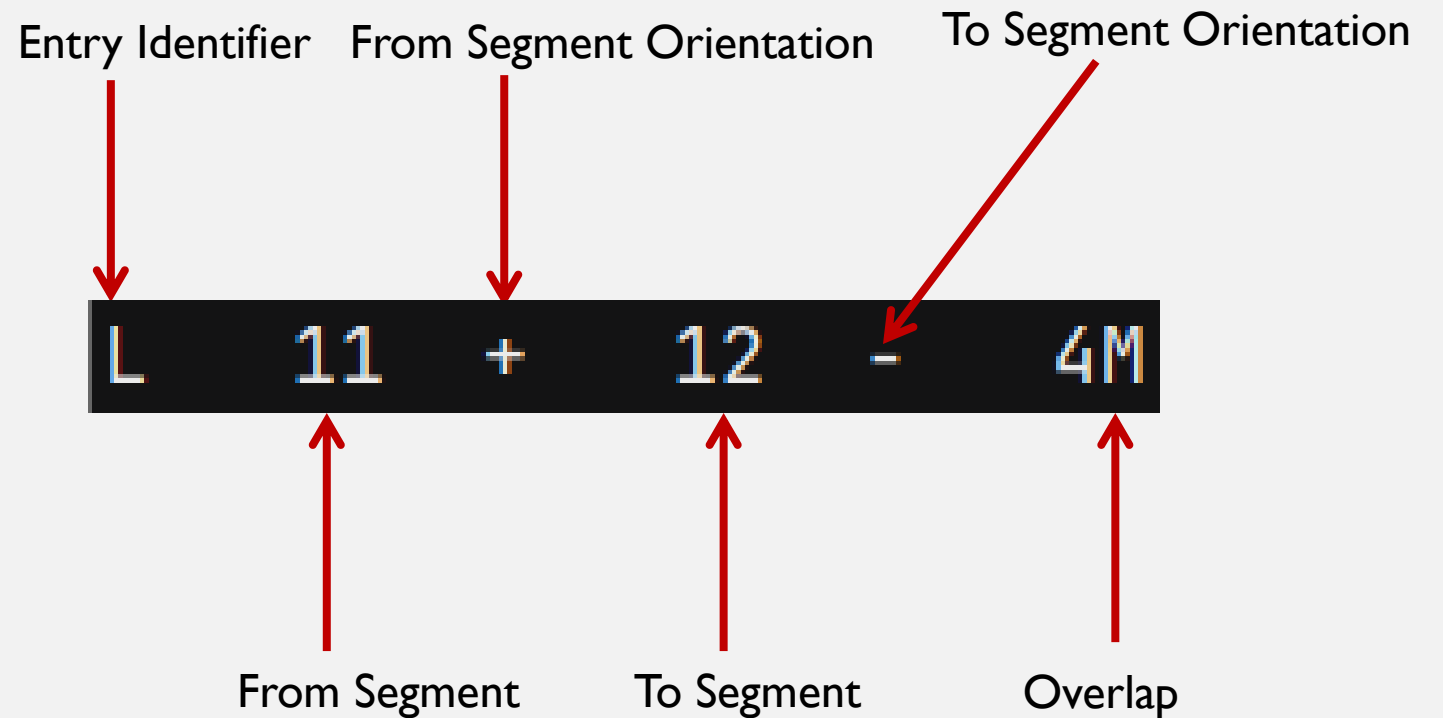 Entry Identifier From Segment Orientation To Segment Orientation
L 11 + 12 - 4M
From Segment To Segment Overlap